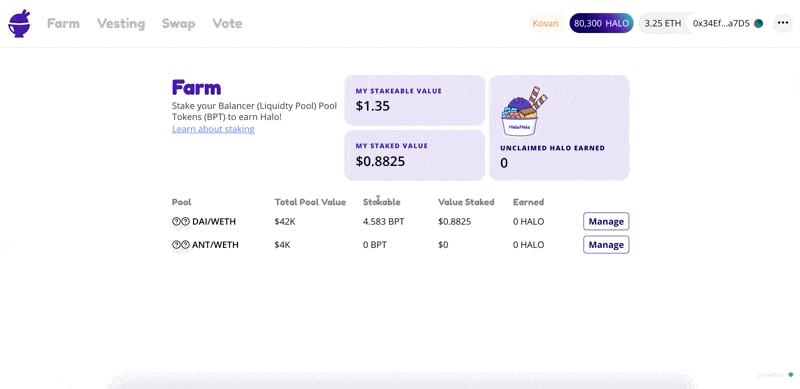 Farm Vesting Swap Vote
Kovan 80,300 HALO 3.25 ETH 0x34Ef...a7D5
Farm
Stake your Balancer (Liquidty Pool) Pool
Tokens (BPT) to earn Halo!
Learn about staking
MY STAKEABLE VALUE
$1.35
MY STAKED VALUE
$0.8825
HaloHalo
UNCLAIMED HALO EARNED
0
Pool Total Pool Value Stakable Value Staked Earned
DAI/WETH $42K 4.583 BPT $0.8825 0 HALO Manage
ANT/WETH $4K 0 BPT $0 0 HALO Manage